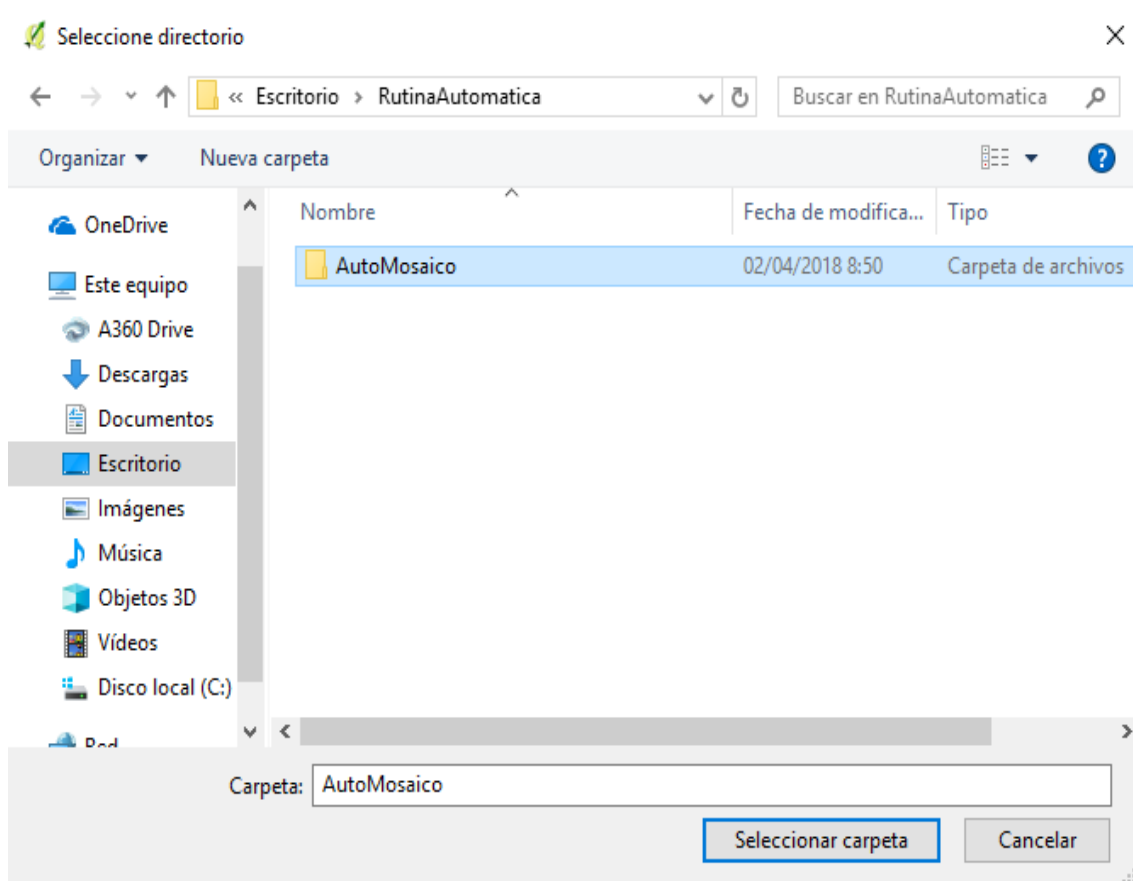 Seleccione directorio
« Escritorio › RutinaAutomatica
Buscar en RutinaAutomatica
Organizar
Nueva carpeta
Nombre
Fecha de modifica...
Tipo
OneDrive
AutoMosaico
02/04/2018 8:50
Carpeta de archivos
Este equipo
A360 Drive
Descargas
Documentos
Escritorio
Imágenes
Música
Objetos 3D
Vídeos
Disco local (C:)
Red
Carpeta:
AutoMosaico
Seleccionar carpeta
Cancelar